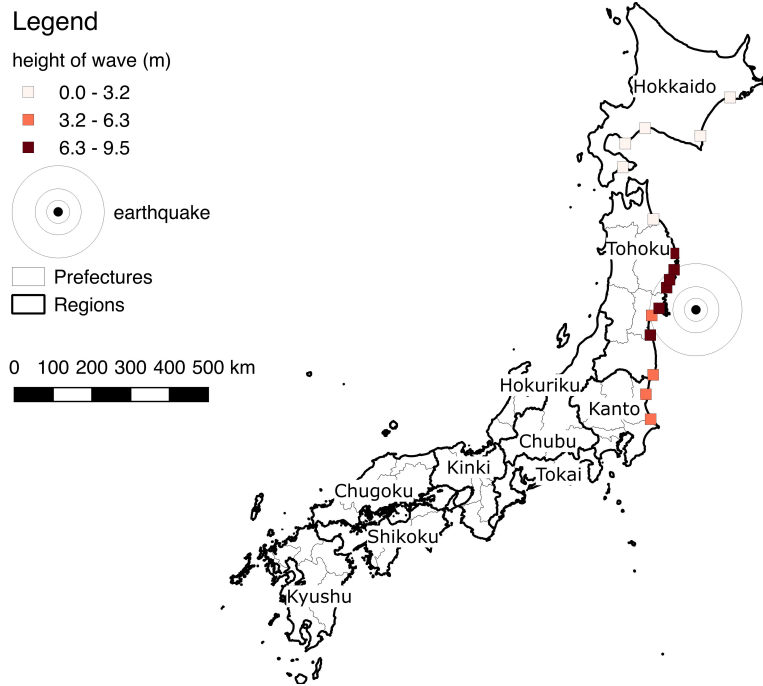 Legend
height of wave (m)
0.0 - 3.2
3.2 - 6.3
6.3 - 9.5
earthquake
Prefectures
Regions
0 100 200 300 400 500 km
Hokkaido
Tohoku
Hokuriku
Kanto
Chubu
Kinki
Tokai
Chugoku
Shikoku
Kyushu